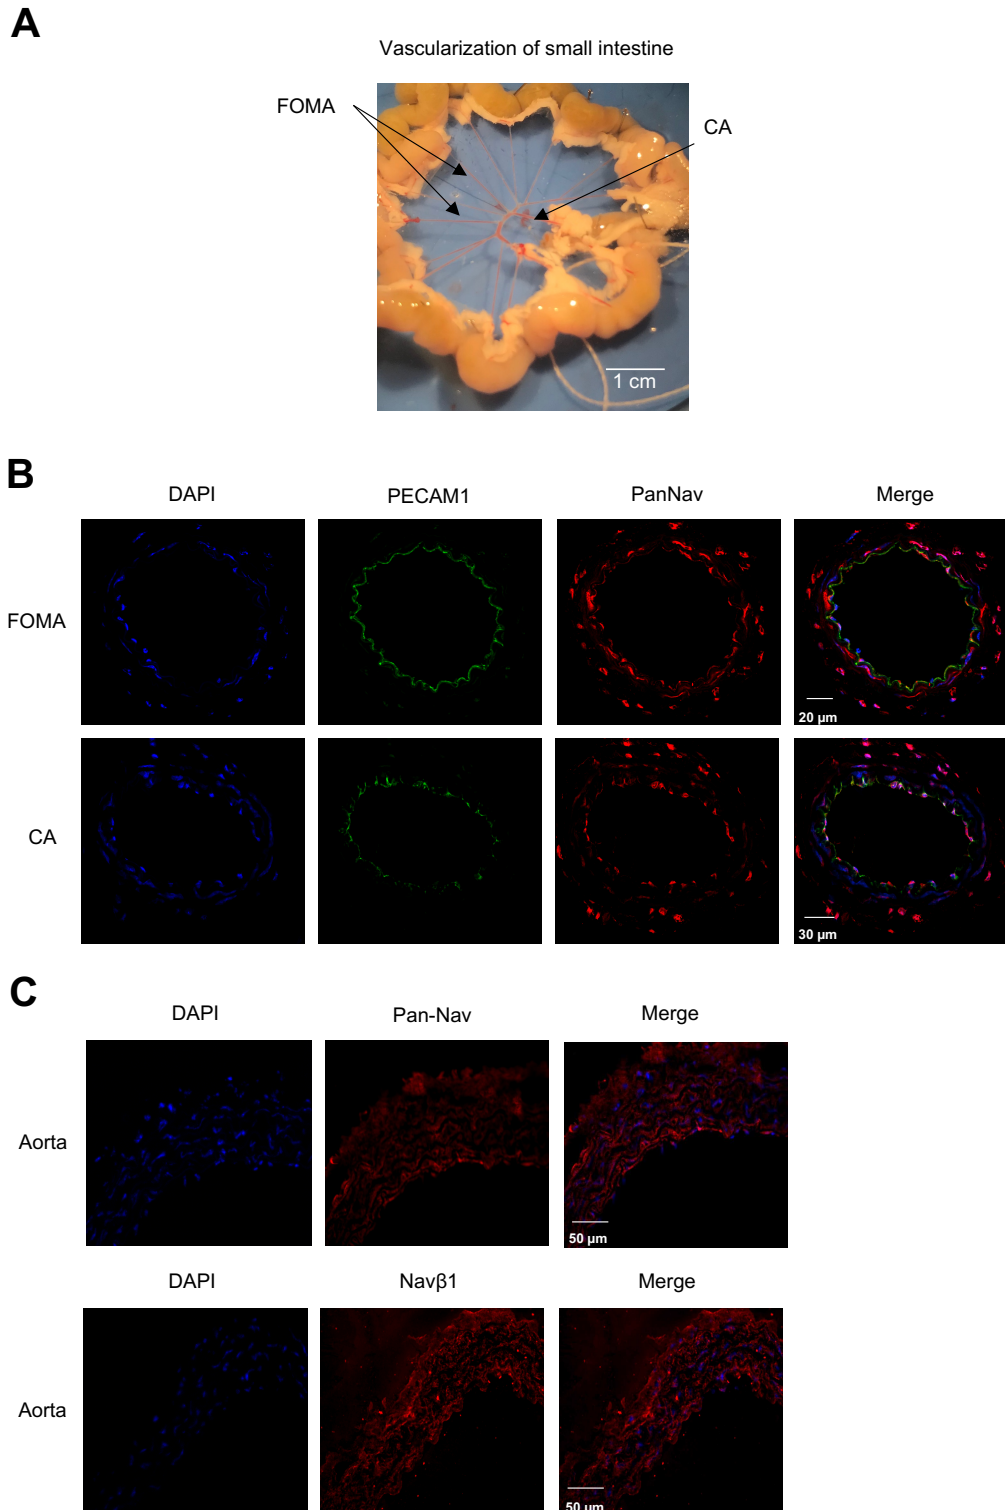 A
Vascularization of small intestine
FOMA
CA
1 cm
B
DAPI PECAM1 PanNav Merge
FOMA
20 µm
CA
30 µm
C
DAPI Pan-Nav Merge
Aorta
50 µm
DAPI Navβ1 Merge
Aorta
50 µm